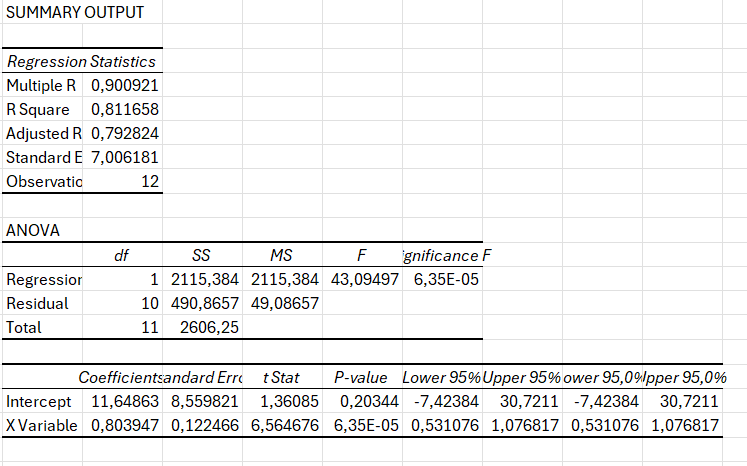 SUMMARY OUTPUT
Regression Statistics
Multiple R 0,900921
R Square 0,811658
Adjusted R 0,792824
Standard E 7,006181
Observatio 12
ANOVA
df SS MS F ignificance F
Regression 1 2115,384 2115,384 43,09497 6,35E-05
Residual 10 490,8657 49,08657
Total 11 2606,25
Coefficients andard Erro t Stat P-value Lower 95% Upper 95% ower 95,0% Upper 95,0%
Intercept 11,64863 8,559821 1,36085 0,20344 -7,42384 30,7211 -7,42384 30,7211
X Variable 0,803947 0,122466 6,564676 6,35E-05 0,531076 1,076817 0,531076 1,076817